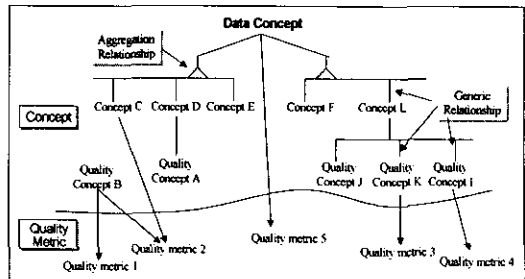 Data Concept
Aggregation
Relationship
Concept C
Concept D
Concept E
Concept F
Concept L
Generic
Relationship
Concept
Quality
Concept B
Quality
Concept A
Quality
Concept J
Quality
Concept K
Quality
Concept I
Quality
Metric
Quality metric 1
Quality metric 2
Quality metric 5
Quality metric 3
Quality metric 4